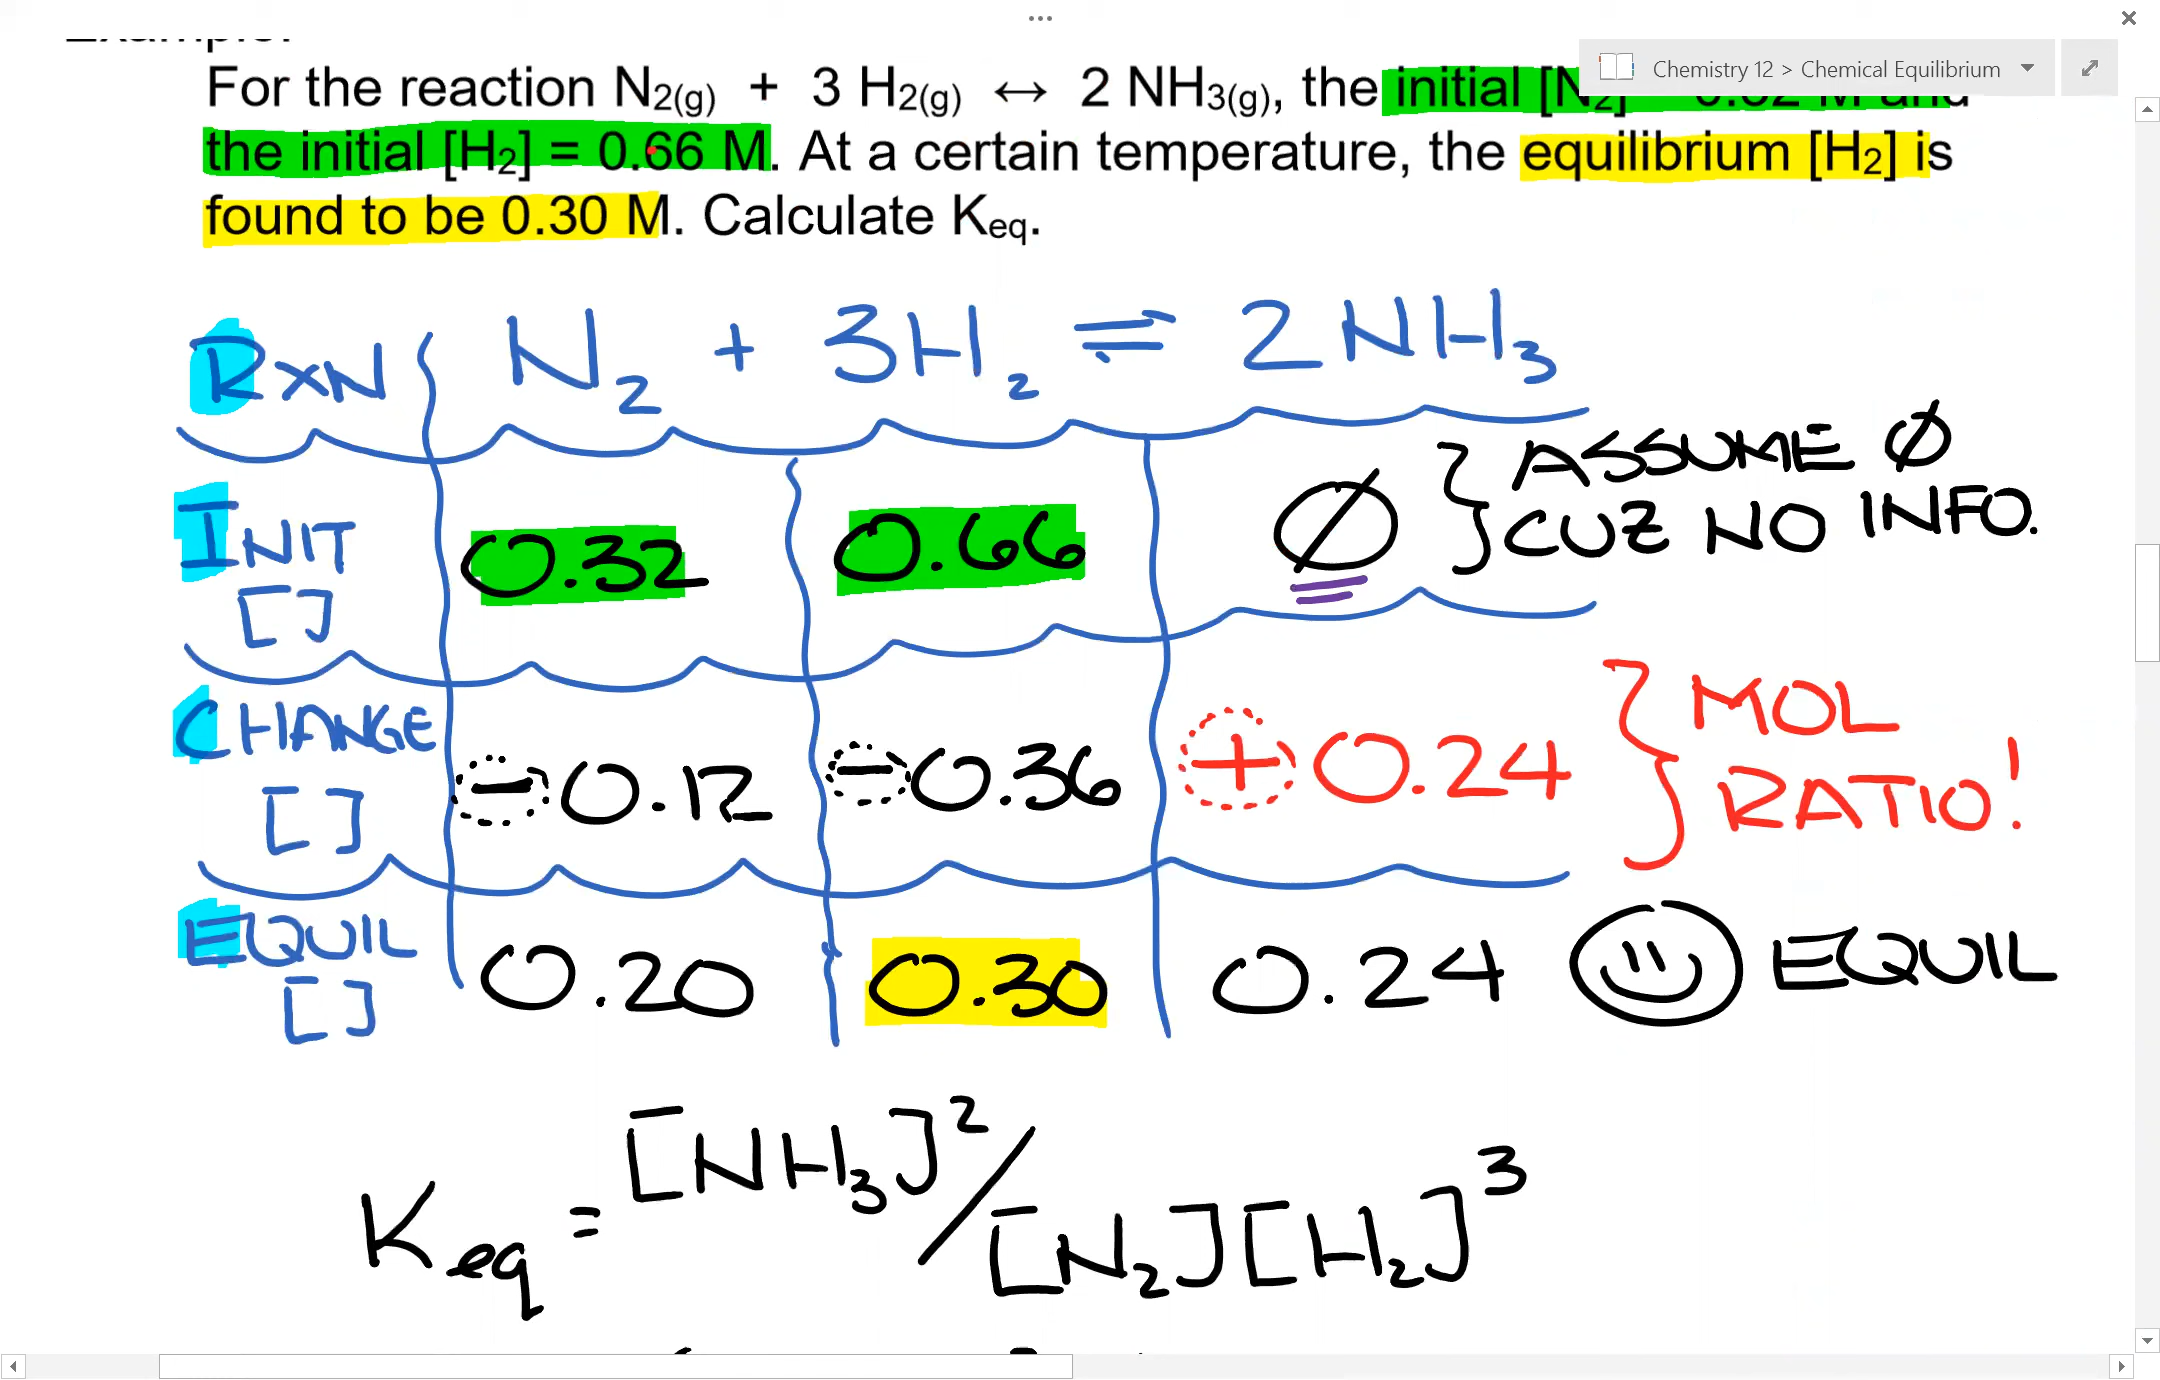 Chemistry 12 > Chemical Equilibrium
For the reaction N2(g) + 3 H2(g) ↔ 2 NH3(g), the initial [N2]
the initial [H2] = 0.66 M. At a certain temperature, the equilibrium [H2] is
found to be 0.30 M. Calculate Keq.
RXN N2 + 3H2 ⇌ 2NH3
INIT [] 0.32 0.66 Ø } ASSUME Ø
CUZ NO INFO.
CHANGE [] -0.12 -0.36 +0.24 } MOL
RATIO!
EQUIL [] 0.20 0.30 0.24 EQUIL
Keq = [NH3]²/[N2][H2]³